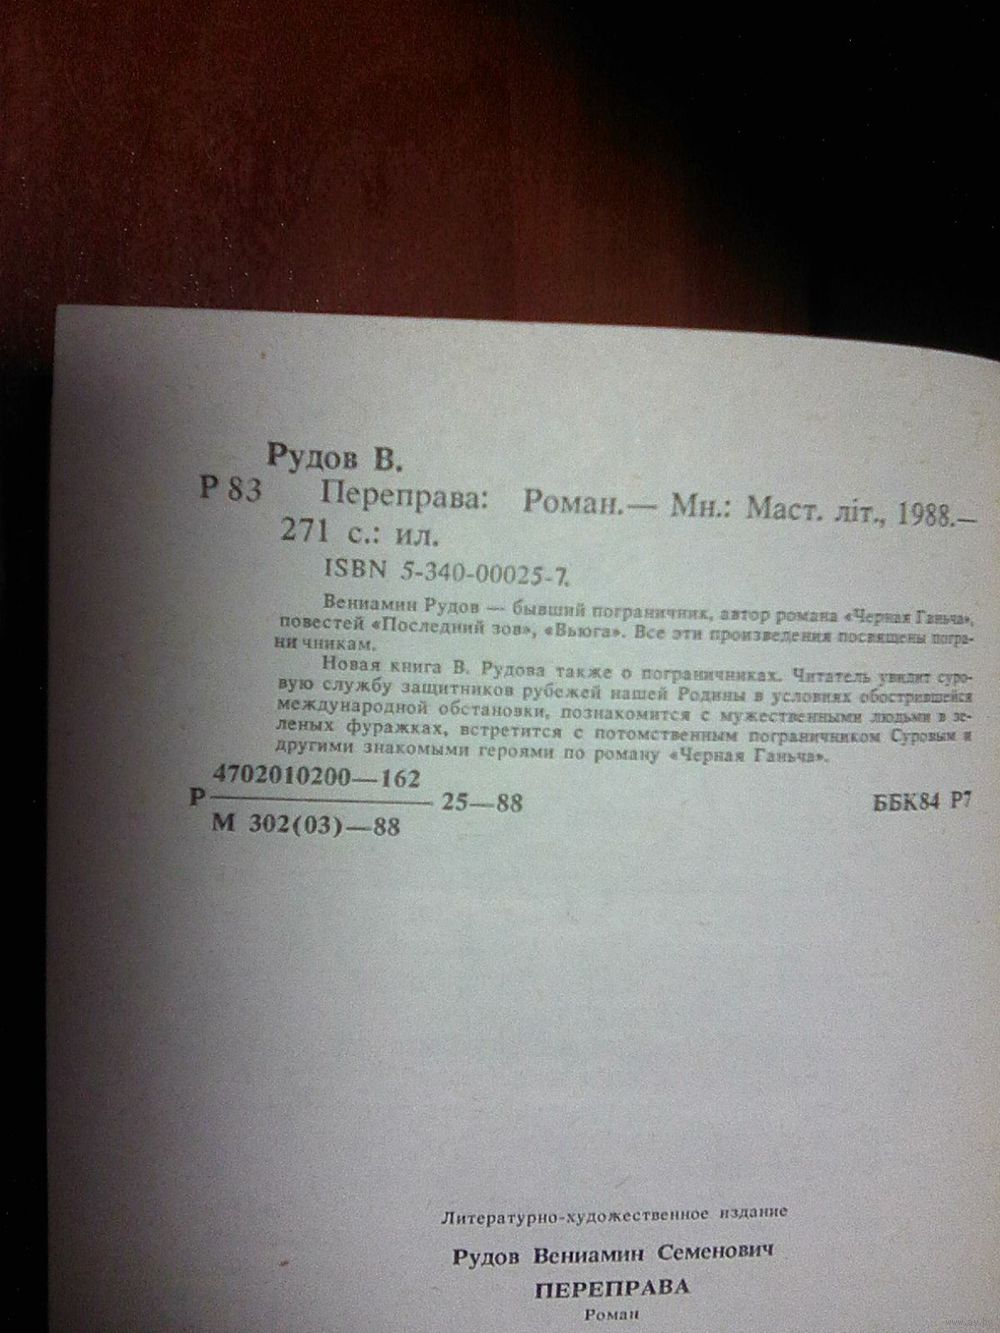 Рудов В.
Р 83 Переправа: Роман.— Мн.: Маст. літ., 1988.—
271 с.: ил.
ISBN 5-340-00025-7.
Вениамин Рудов — бывший пограничник, автор романа «Черная Ганьча»,
повестей «Последний зов», «Вьюга». Все эти произведения посвящены погра-
ни чникам.
Новая книга В. Рудова также о пограничниках. Читатель увидит суро-
вую службу защитников рубежей нашей Родины в условиях обострившейся
международной обстановки, познакомится с мужественными людьми в зе-
леных фуражках, встретится с потомственным пограничником Суровым и
другими знакомыми героями по роману «Черная Ганьча».
4702010200—162
Р 25—88 ББК84 Р7
М 302(03)—88
Литературно-художественное издание
Рудов Вениамин Семенович
ПЕРЕПРАВА
Роман